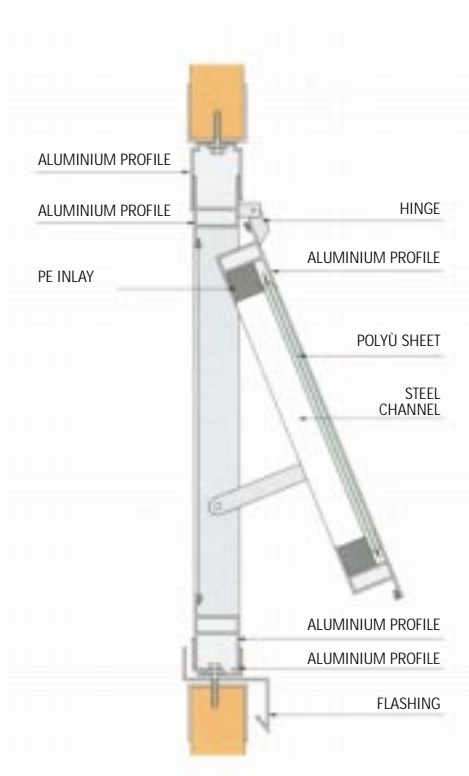 ALUMINIUM PROFILE
ALUMINIUM PROFILE
HINGE
ALUMINIUM PROFILE
PE INLAY
POLYÙ SHEET
STEEL
CHANNEL
ALUMINIUM PROFILE
ALUMINIUM PROFILE
FLASHING